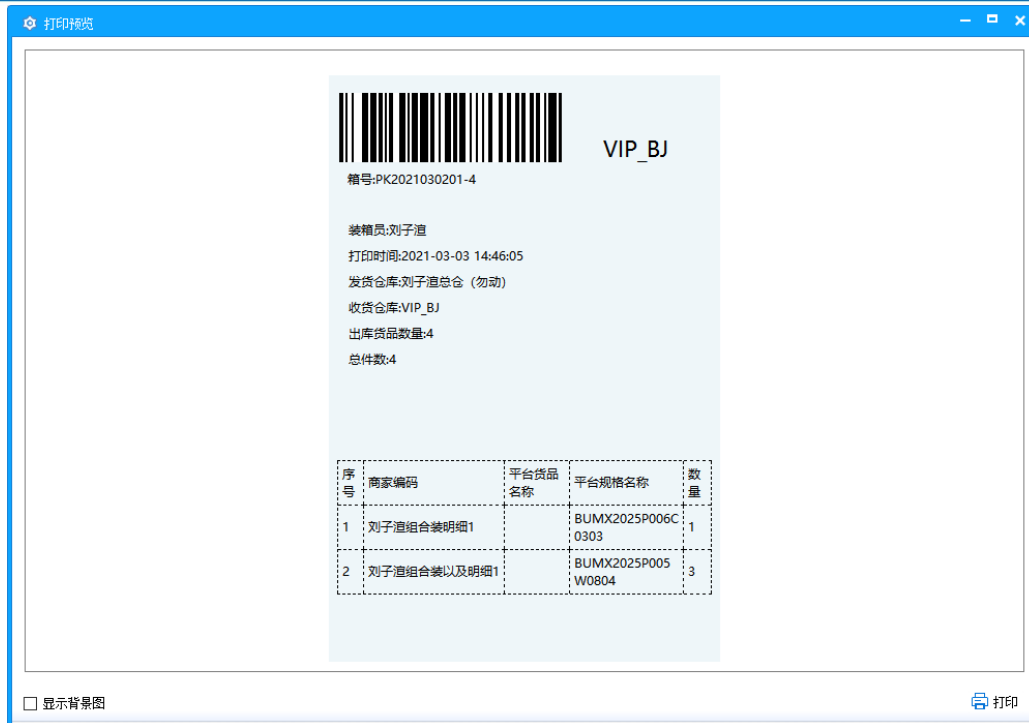 打印预览
VIP_BJ
箱号:PK2021030201-4
装箱员:刘子渲
打印时间:2021-03-03 14:46:05
发货仓库:刘子渲总仓（勿动）
收货仓库:VIP_BJ
出库货品数量:4
总件数:4
序号 商家编码 平台货品名称 平台规格名称 数量
1 刘子渲组合装明细1 BUMX2025P006C0303 1
2 刘子渲组合装以及明细1 BUMX2025P005W0804 3
显示背景图 打印